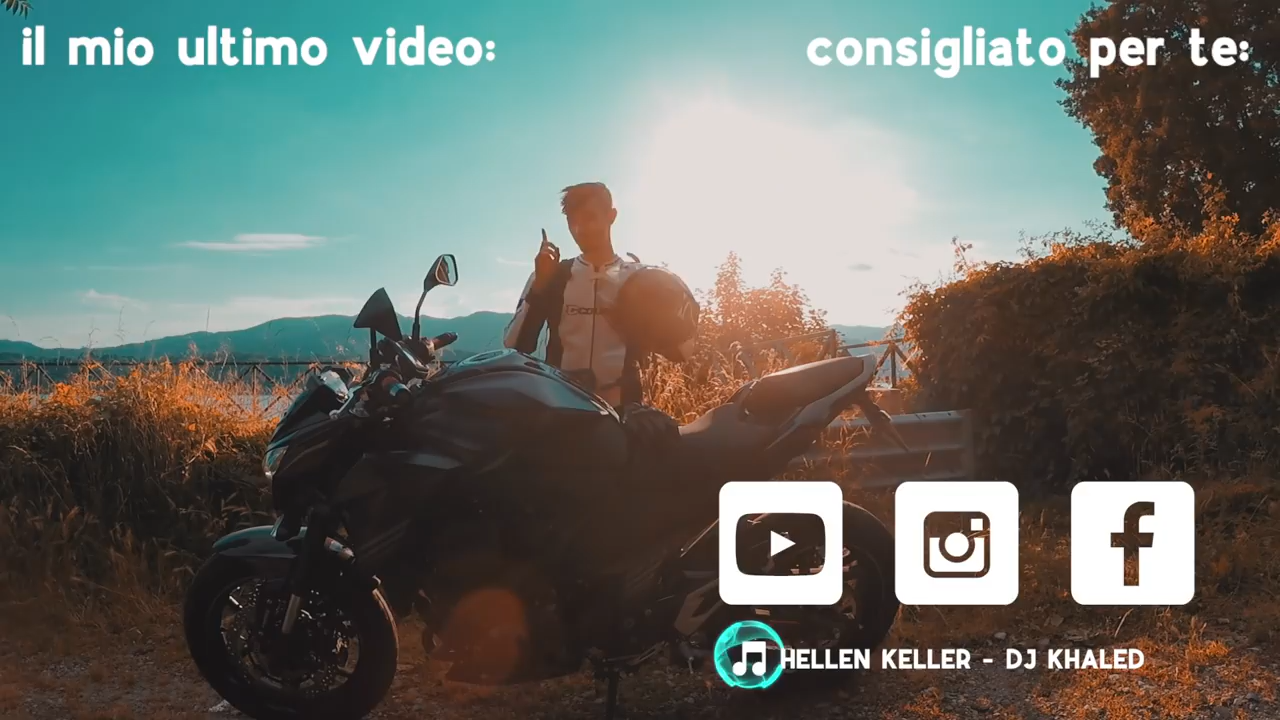 il mio ultimo video:
consigliato per te:
HELLEN KELLER - DJ KHALED